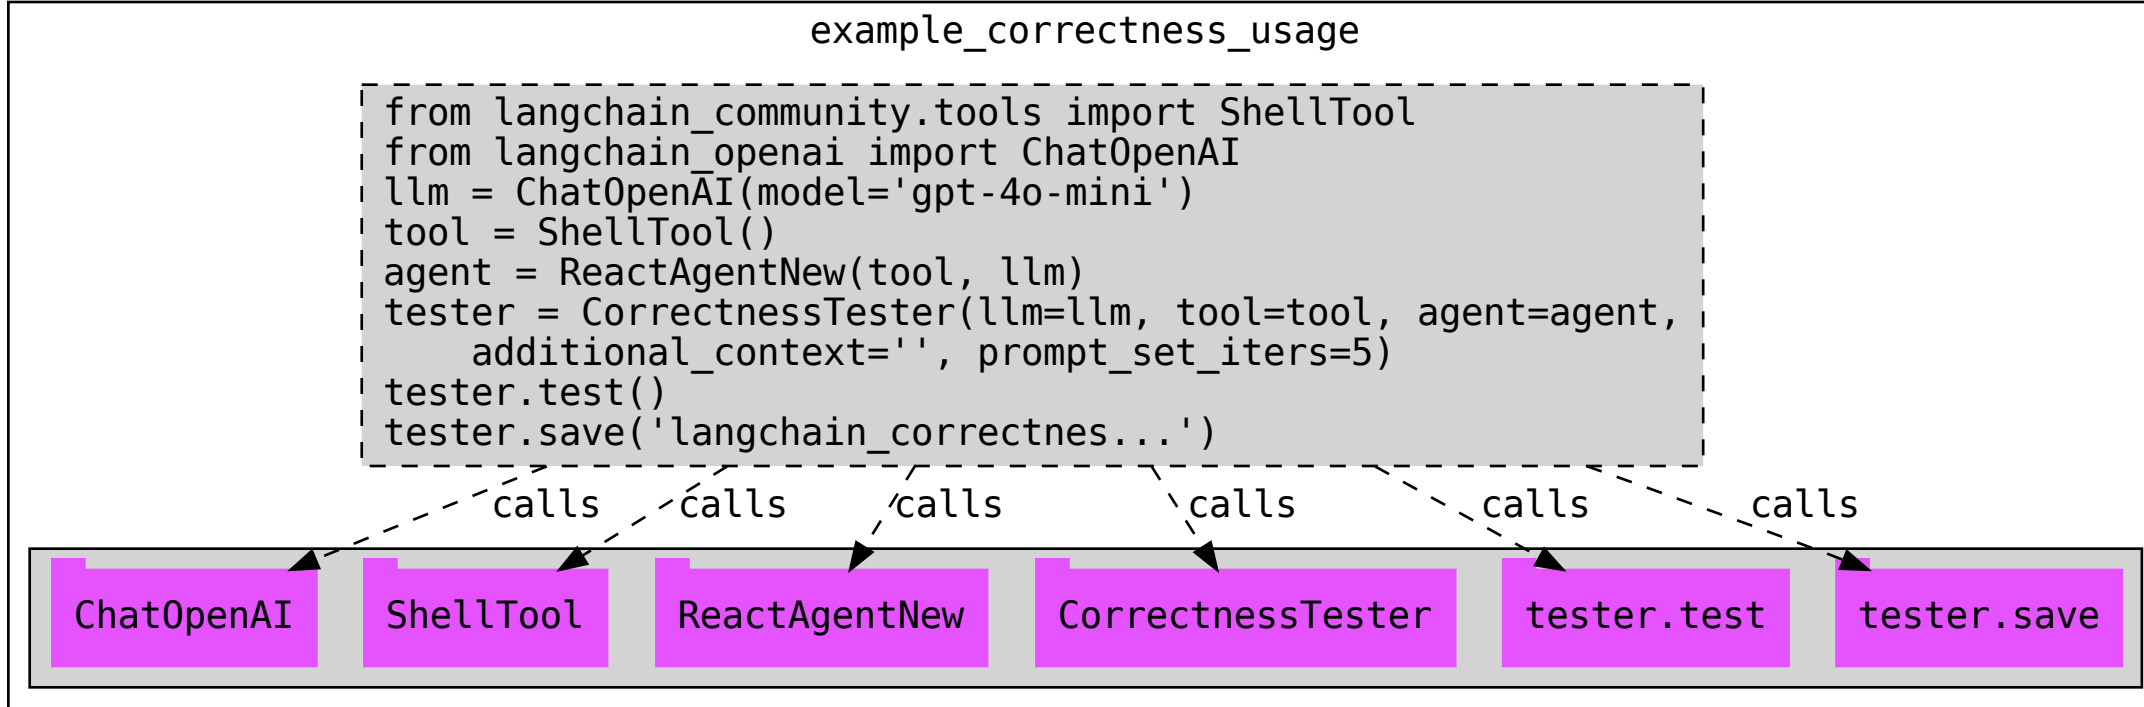 example_correctness_usage
from langchain_community.tools import ShellTool
from langchain_openai import ChatOpenAI
llm = ChatOpenAI(model='gpt-4o-mini')
tool = ShellTool()
agent = ReactAgentNew(tool, llm)
tester = CorrectnessTester(llm=llm, tool=tool, agent=agent,
    additional_context='', prompt_set_iters=5)
tester.test()
tester.save('langchain_correctnes...')
calls calls calls calls calls calls
ChatOpenAI ShellTool ReactAgentNew CorrectnessTester tester.test tester.save